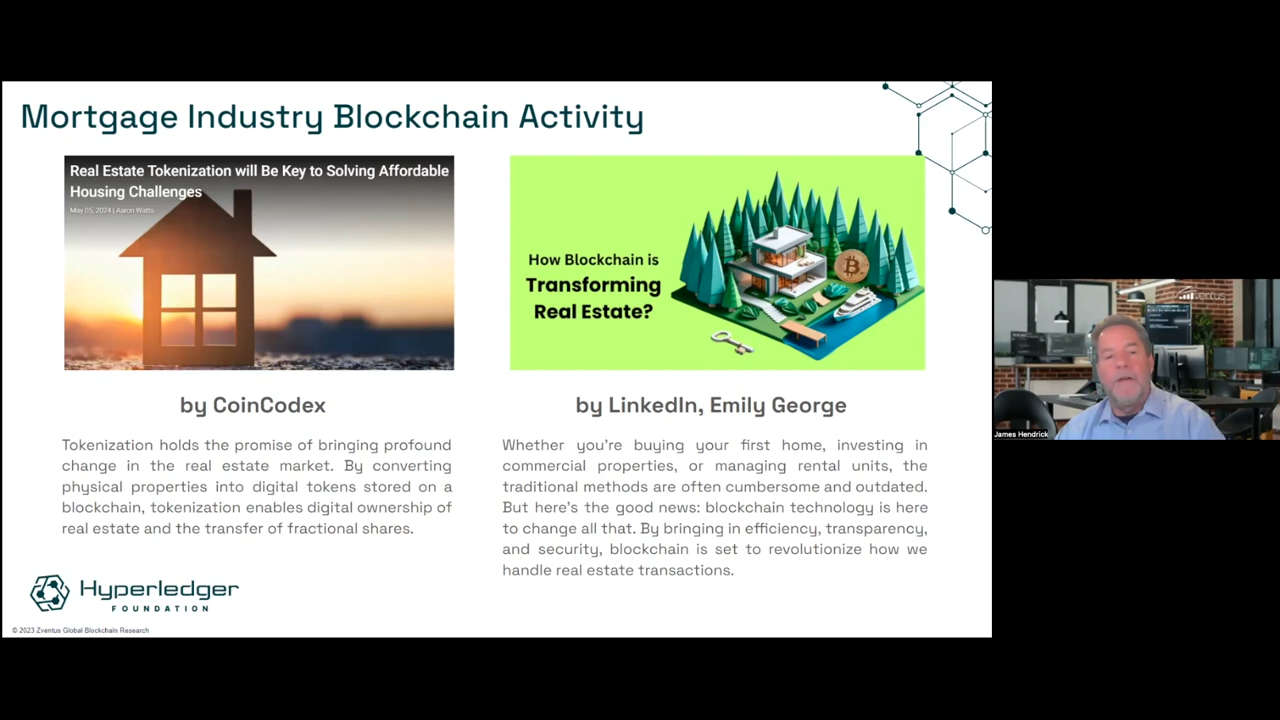 Mortgage Industry Blockchain Activity
Real Estate Tokenization will Be Key to Solving Affordable
Housing Challenges
May 05, 2024 | Aaron Watts
How Blockchain is
Transforming
Real Estate?
by CoinCodex
by LinkedIn, Emily George
Tokenization holds the promise of bringing profound
change in the real estate market. By converting
physical properties into digital tokens stored on a
blockchain, tokenization enables digital ownership of
real estate and the transfer of fractional shares.
Whether you're buying your first home, investing in
commercial properties, or managing rental units, the
traditional methods are often cumbersome and outdated.
But here's the good news: blockchain technology is here
to change all that. By bringing in efficiency, transparency,
and security, blockchain is set to revolutionize how we
handle real estate transactions.
Hyperledger
FOUNDATION
© 2023 Zventus Global Blockchain Research
James Hendrick